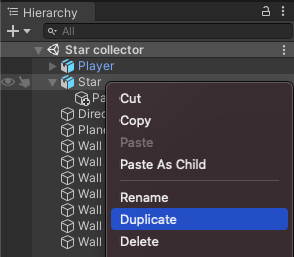 Hierarchy
All
Star collector
Player
Star
Pa
Cut
Direc
Copy
Plane
Paste
Wall
Paste As Child
Wall
Wall
Wall
Rename
Wall
Duplicate
Wall
Delete
Wall